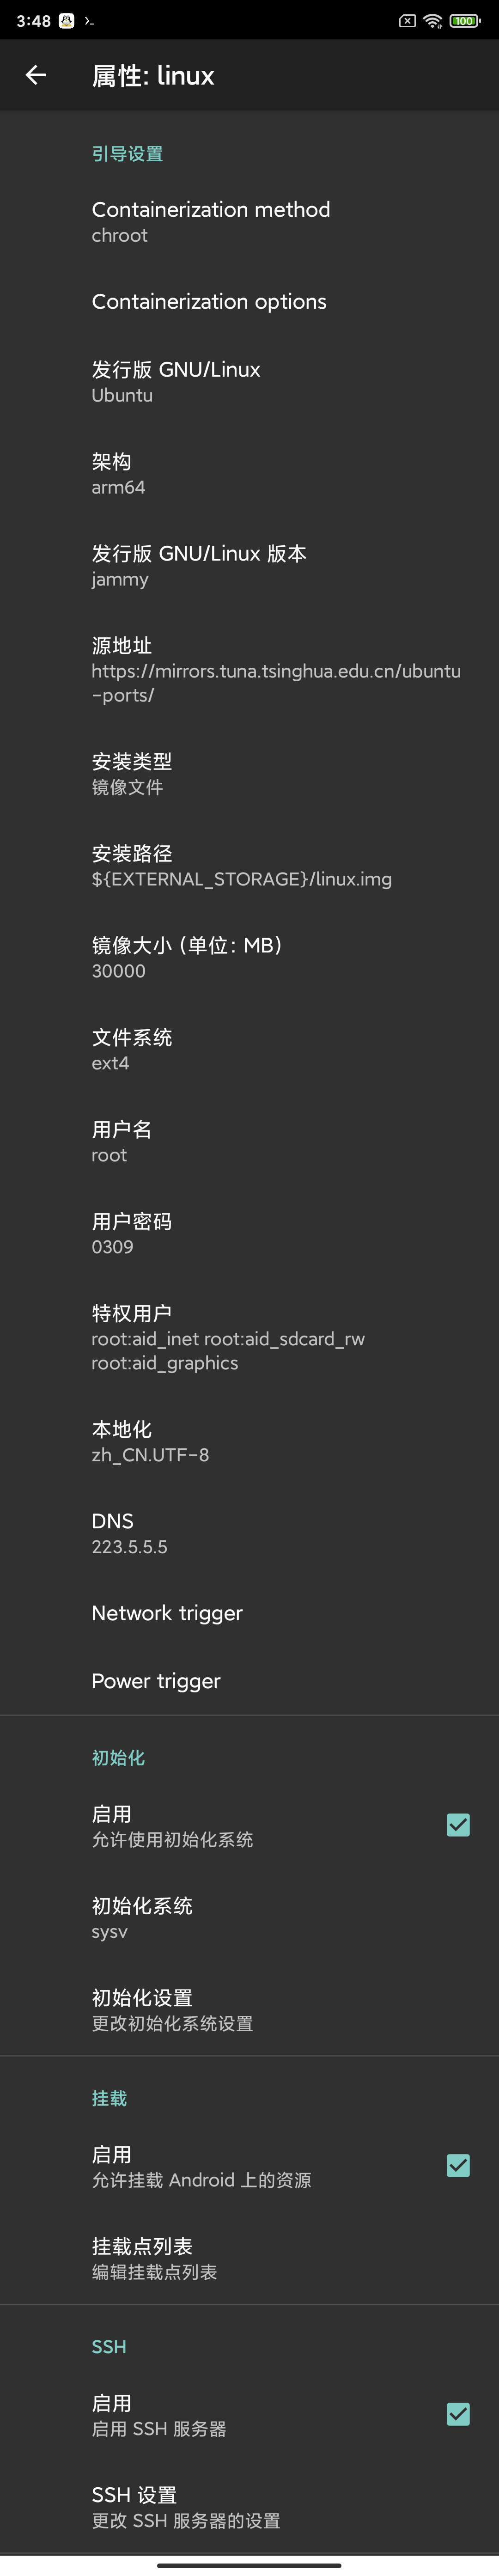 3:48
100
属性: linux
引导设置
Containerization method
chroot
Containerization options
发行版 GNU/Linux
Ubuntu
架构
arm64
发行版 GNU/Linux 版本
jammy
源地址
https://mirrors.tuna.tsinghua.edu.cn/ubuntu
-ports/
安装类型
镜像文件
安装路径
${EXTERNAL_STORAGE}/linux.img
镜像大小 (单位: MB)
30000
文件系统
ext4
用户名
root
用户密码
0309
特权用户
root:aid_inet root:aid_sdcard_rw
root:aid_graphics
本地化
zh_CN.UTF-8
DNS
223.5.5.5
Network trigger
Power trigger
初始化
启用
允许使用初始化系统
初始化系统
sysv
初始化设置
更改初始化系统设置
挂载
启用
允许挂载 Android 上的资源
挂载点列表
编辑挂载点列表
SSH
启用
启用 SSH 服务器
SSH 设置
更改 SSH 服务器的设置